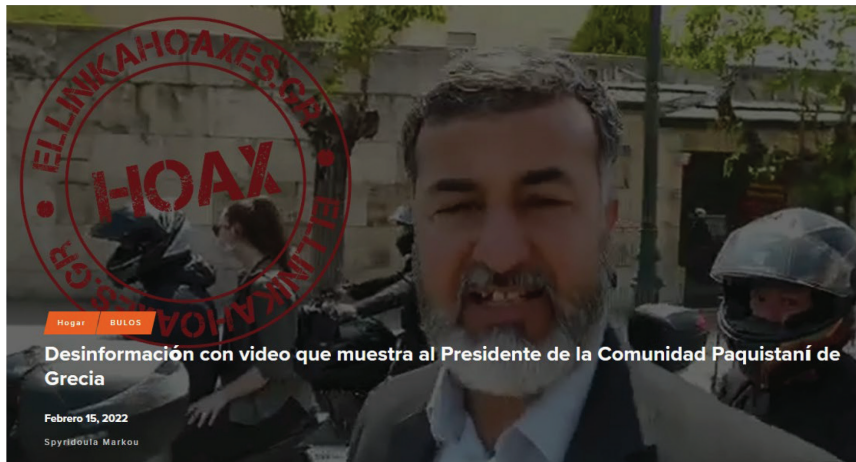 ELLINIKAHOAXES.GR
HOAX
ELLINIKAHOAXES.GR
Hogar
BULOS
Desinformación con video que muestra al Presidente de la Comunidad Paquistaní de
Grecia
Febrero 15, 2022
Spyridoula Markou